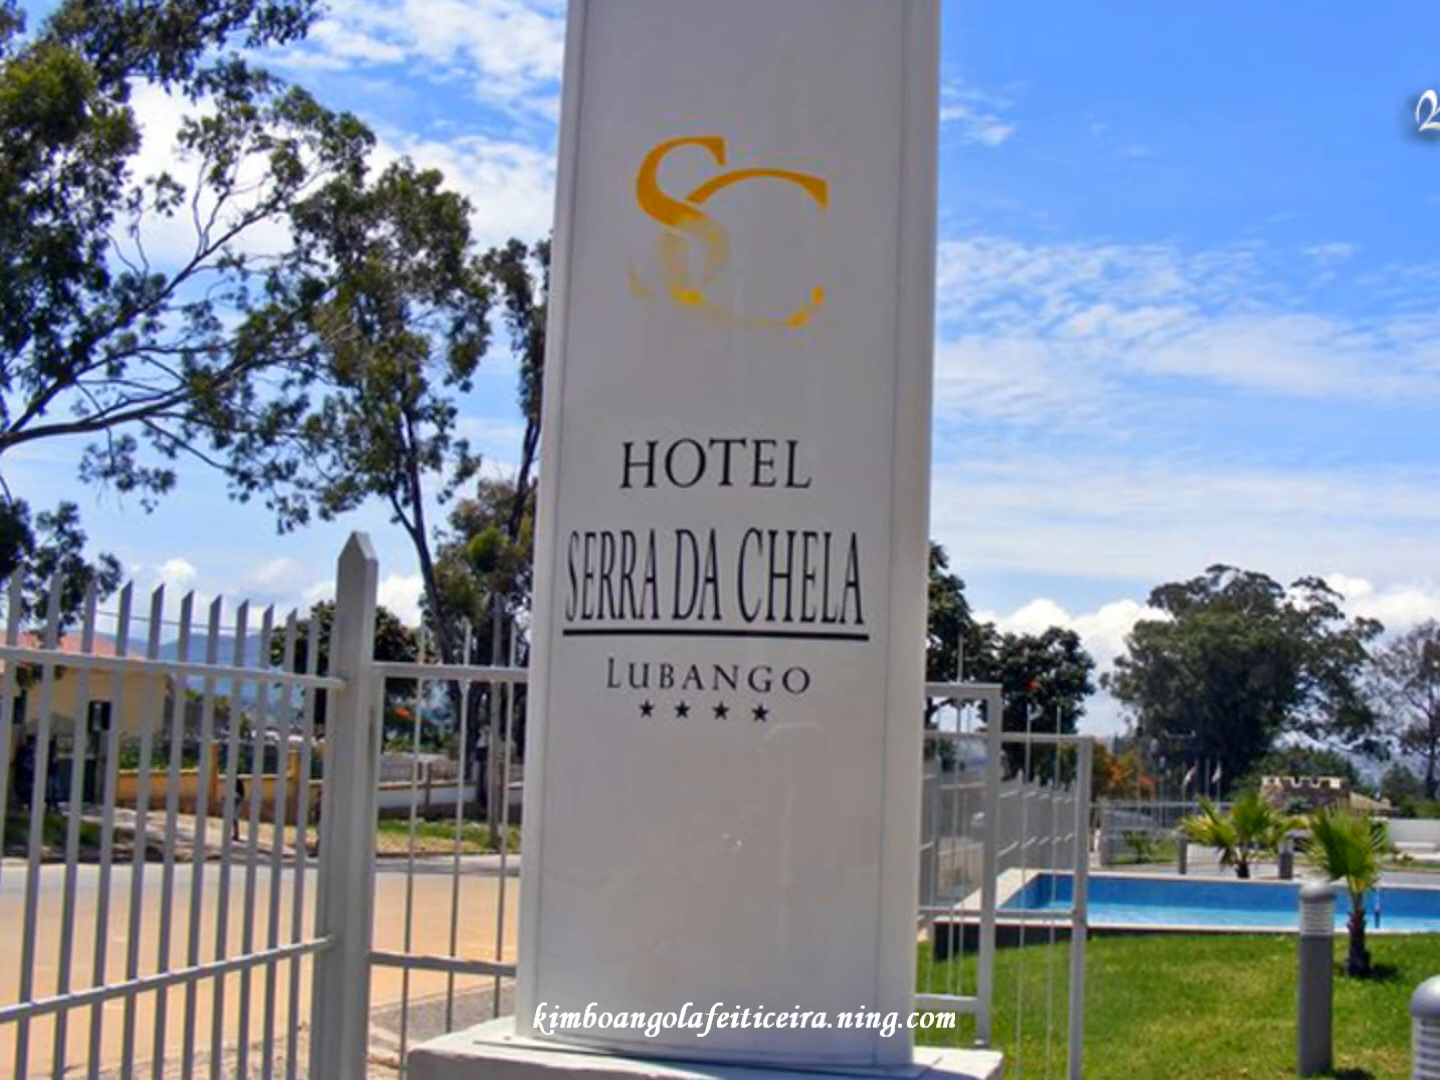 SC
HOTEL
SERRA DA CHELA
LUBANGO
★ ★ ★ ★
kimboangolafeiticeira.ning.com